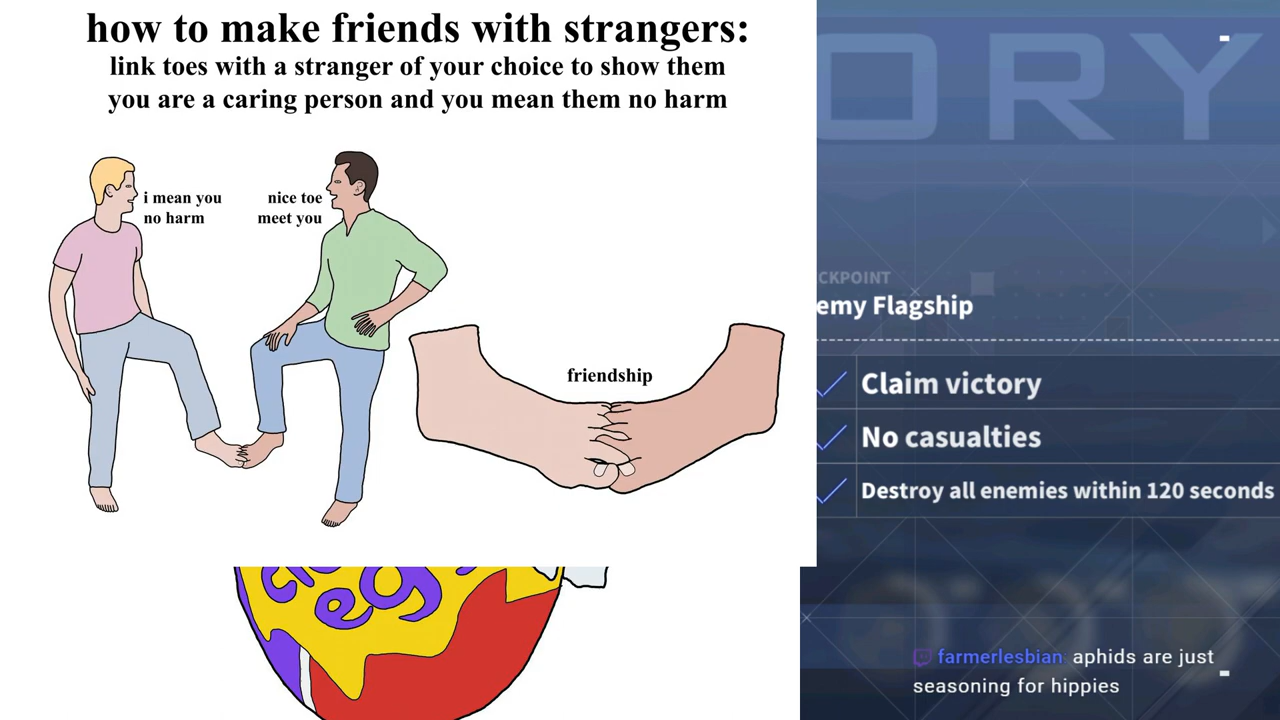 how to make friends with strangers:
link toes with a stranger of your choice to show them
you are a caring person and you mean them no harm
i mean you
no harm
nice toe
meet you
friendship
ORY
CKPOINT
emy Flagship
Claim victory
No casualties
Destroy all enemies within 120 seconds
farmerlesbian: aphids are just
seasoning for hippies